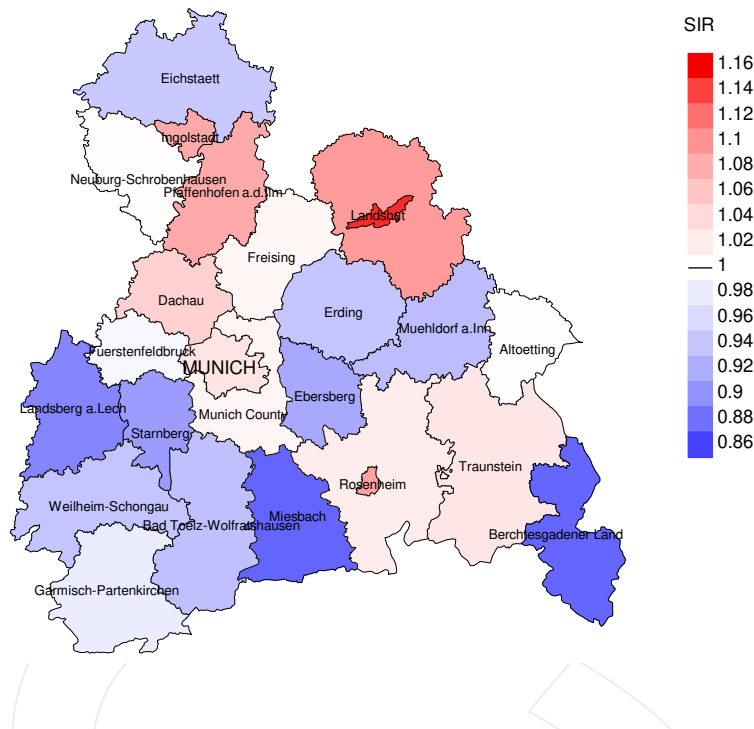 SIR
1.16
1.14
1.12
1.1
1.08
1.06
1.04
1.02
1
0.98
0.96
0.94
0.92
0.9
0.88
0.86
Eichstaett
Ingolstadt
Neuburg-Schrobenhausen
Pfaffenhofen a.d.Ilm
Landshut
Freising
Dachau
Erding
Muehldorf a.Inn
Altoetting
Fuerstenfeldbruck
MUNICH
Ebersberg
Landsberg a.Lech
Munich County
Starnberg
Traunstein
Rosenheim
Weilheim-Schongau
Miesbach
Bad Toelz-Wolfratshausen
Berchtesgadener Land
Garmisch-Partenkirchen